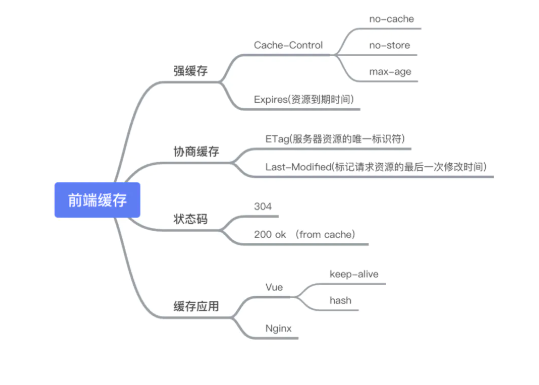 前端缓存
强缓存
Cache-Control
no-cache
no-store
max-age
Expires(资源到期时间)
协商缓存
ETag(服务器资源的唯一标识符)
Last-Modified(标记请求资源的最后一次修改时间)
状态码
304
200 ok （from cache）
缓存应用
Vue
keep-alive
hash
Nginx